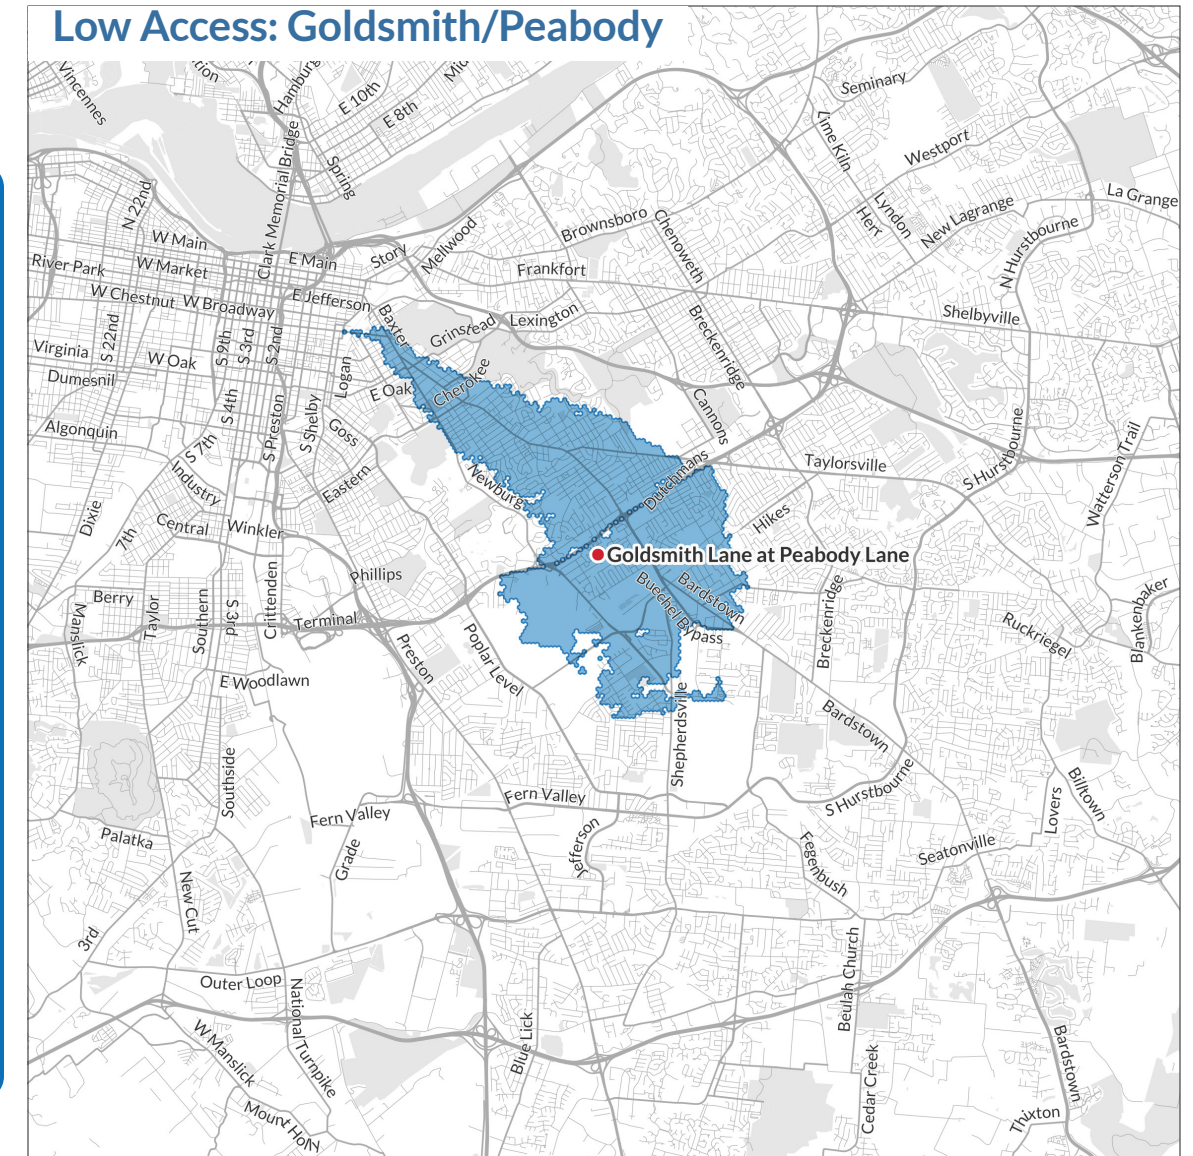 Low Access: Goldsmith/Peabody
Vincennes
Hamburg
E 10th
E 8th
Spring
Seminary
Lime Kiln
Westport
Lyndon
Herr
New Lagrange
La Grange
N Hurstbourne
N 22nd
Clark Memorial Bridge
W Main
E Main
Story
Mellwood
Brownsboro
Chenoweth
River Park
W Market
Frankfort
W Chestnut
W Broadway
E Jefferson
Baxter
Grinstead
Lexington
Breckenridge
Shelbyville
Virginia
S 22nd
W Oak
S 9th
S 3rd
S 2nd
Logan
E Oak
Cherokee
Dumesnil
S 4th
Cannons
Algonquin
S 7th
S Preston
S Shelby
Goss
Eastern
Newburg
Dutchmans
Taylorsville
S Hurstbourne
Watterson Trail
Industry
Dixie
7th
Central
Winkler
Hikes
Goldsmith Lane at Peabody Lane
Phillips
Crittenden
Buechel Bypass
Bardstown
Breckenridge
Blankenbaker
Berry
Manslick
Taylor
Southern
S 3rd
Terminal
Preston
Poplar Level
Ruckriegel
E Woodlawn
Shepherdsville
Bardstown
Southside
Fern Valley
Fern Valley
S Hurstbourne
Lovers
Billtown
Palatka
Grade
Jefferson
Fegenbush
Seatonville
New Cut
3rd
Outer Loop
National Turnpike
Beulah Church
W Manslick
Blue Lick
Cedar Creek
Bardstown
Mount Holly
Thixton